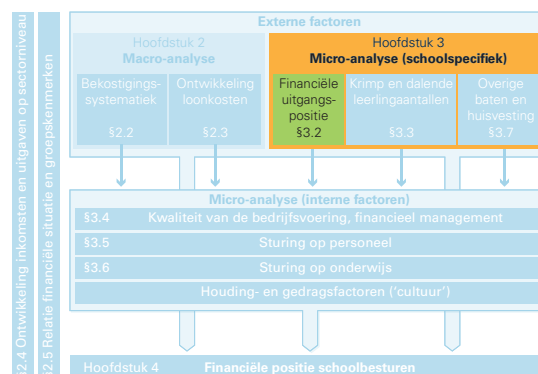 §2.4 Ontwikkeling inkomsten en uitgaven op sectorniveau
§2.5 Relatie financiële situatie en groepskenmerken
Externe factoren
Hoofdstuk 2
Macro-analyse
Bekostigings-
systematiek
§2.2
Ontwikkeling
loonkosten
§2.3
Hoofdstuk 3
Micro-analyse (schoolspecifiek)
Financiële
uitgangs-
positie
§3.2
Krimp en dalende
leerlingaantallen
§3.3
Overige
baten en
huisvesting
§3.7
Micro-analyse (interne factoren)
§3.4 Kwaliteit van de bedrijfsvoering, financieel management
§3.5 Sturing op personeel
§3.6 Sturing op onderwijs
Houding- en gedragsfactoren (‘cultuur’)
Hoofdstuk 4 Financiële positie schoolbesturen